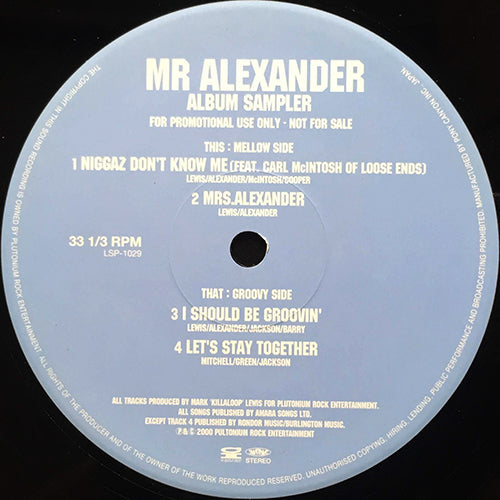 MR ALEXANDER
ALBUM SAMPLER
FOR PROMOTIONAL USE ONLY - NOT FOR SALE
THIS : MELLOW SIDE
1 NIGGAZ DON'T KNOW ME (FEAT. CARL McINTOSH OF LOOSE ENDS)
LEWIS/ALEXANDER/McINTOSH/COOPER
2 MRS.ALEXANDER
LEWIS/ALEXANDER
33 1/3 RPM
LSP-1029
THAT : GROOVY SIDE
3 I SHOULD BE GROOVIN'
LEWIS/ALEXANDER/JACKSON/BARRY
4 LET'S STAY TOGETHER
MITCHELL/GREEN/JACKSON
ALL TRACKS PRODUCED BY MARK 'KILLALOOP' LEWIS FOR PLUTONIUM ROCK ENTERTAINMENT.
ALL SONGS PUBLISHED BY AMARA SONGS LTD.
EXCEPT TRACK 4 PUBLISHED BY RONDOR MUSIC/BURLINGTON MUSIC.
℗ & © 2000 PULTONIUM ROCK ENTERTAINMENT
STEREO
THE COPYRIGHT IN THIS SOUND RECORDING IS OWNED BY PLUTONIUM ROCK ENTERTAINMENT. ALL RIGHTS OF THE PRODUCER AND OF THE OWNER OF THE WORK REPRODUCED RESERVED. UNAUTHORISED COPYING, HIRING, LENDING, PUBLIC PERFORMANCE AND BROADCASTING PROHIBITED. MANUFACTURED BY PONY CANYON INC. JAPAN